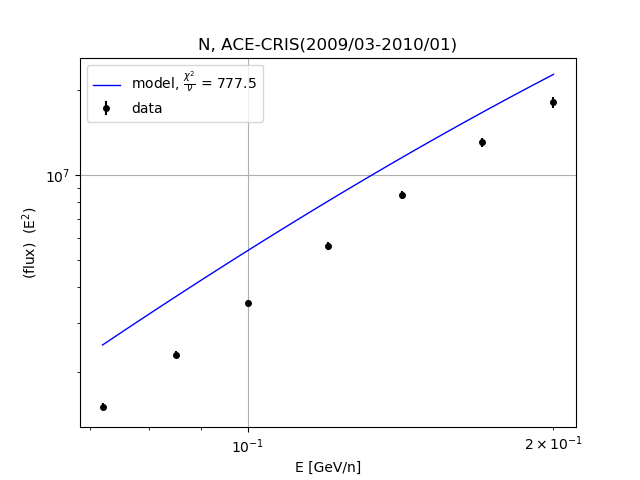 N, ACE-CRIS(2009/03-2010/01)
model, χ²/ν = 777.5
data
10⁷
(flux) (E²)
10⁻¹
2 × 10⁻¹
E [GeV/n]